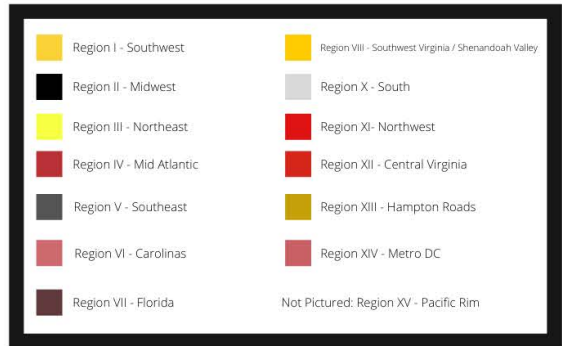 Region I - Southwest
Region II - Midwest
Region III - Northeast
Region IV - Mid Atlantic
Region V - Southeast
Region VI - Carolinas
Region VII - Florida
Region VIII - Southwest Virginia / Shenandoah Valley
Region X - South
Region XI- Northwest
Region XII - Central Virginia
Region XIII - Hampton Roads
Region XIV - Metro DC
Not Pictured: Region XV - Pacific Rim